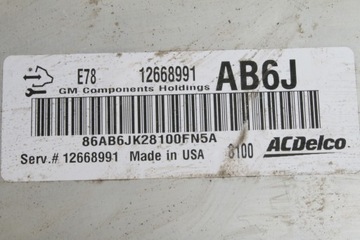 E78 12668991 AB6J
GM Components Holdings
86AB6JK28100FN5A
Serv.# 12668991 Made in USA 8100 ACDelco